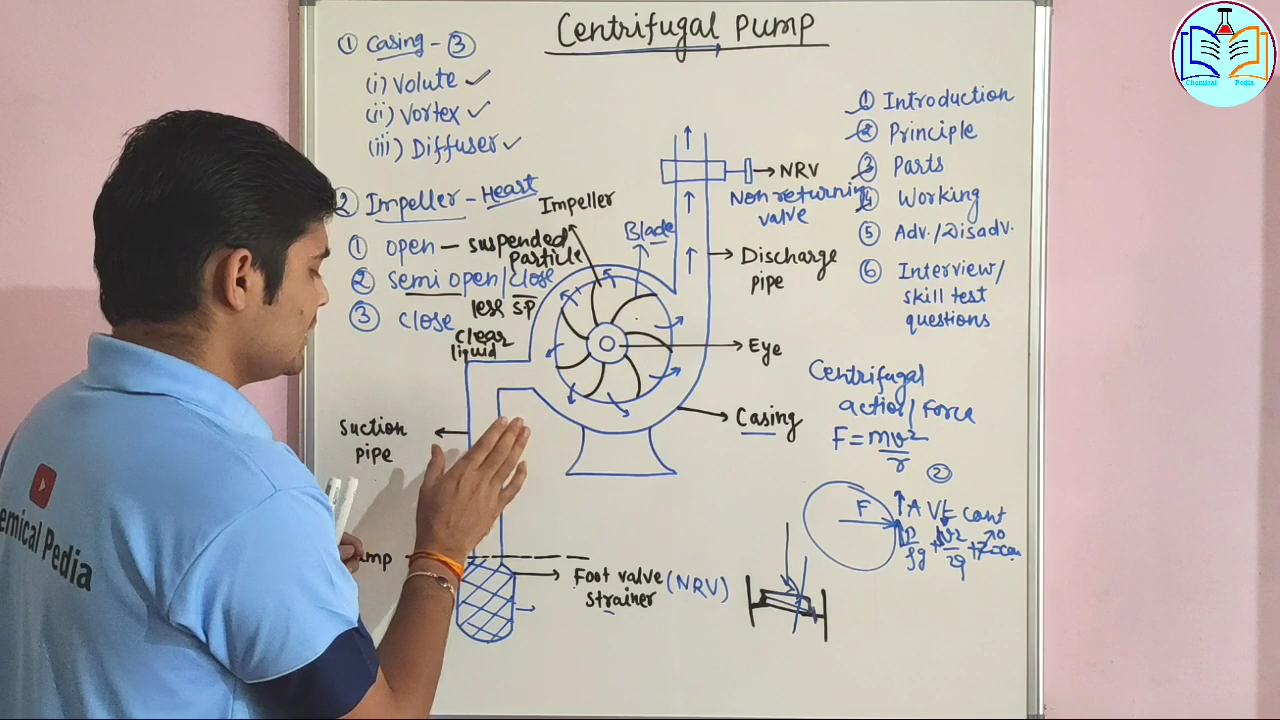 Centrifugal Pump
① Casing - ③
(i) Volute ✓
(ii) Vortex ✓
(iii) Diffuser ✓
② Impeller - Heart
① open — suspended particle
② semi open/close
less SP
③ close
clear liquid
Impeller
Blade
NRV
Non returning valve
Discharge pipe
Eye
Casing
Suction pipe
Foot valve (NRV)
strainer
① Introduction
② Principle
③ Parts
④ Working
⑤ Adv./Disadv.
⑥ Interview/
skill test
questions
Centrifugal
action/Force
F = mv²/r
②
F
A V
Chemical Pedia
emical Pedia